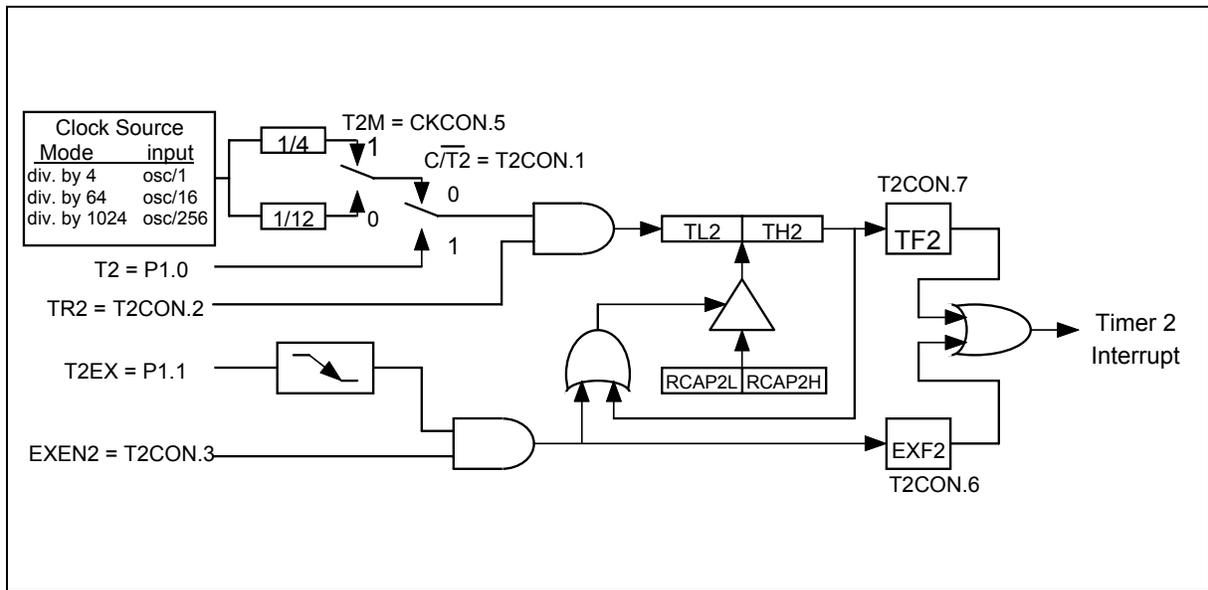 Clock Source
Mode input
div. by 4 osc/1
div. by 64 osc/16
div. by 1024 osc/256
1/4
1/12
T2M = CKCON.5
1
0
C/T2 = T2CON.1
0
1
T2 = P1.0
TR2 = T2CON.2
T2EX = P1.1
EXEN2 = T2CON.3
TL2 TH2
RCAP2L RCAP2H
T2CON.7
TF2
EXF2
T2CON.6
Timer 2
Interrupt